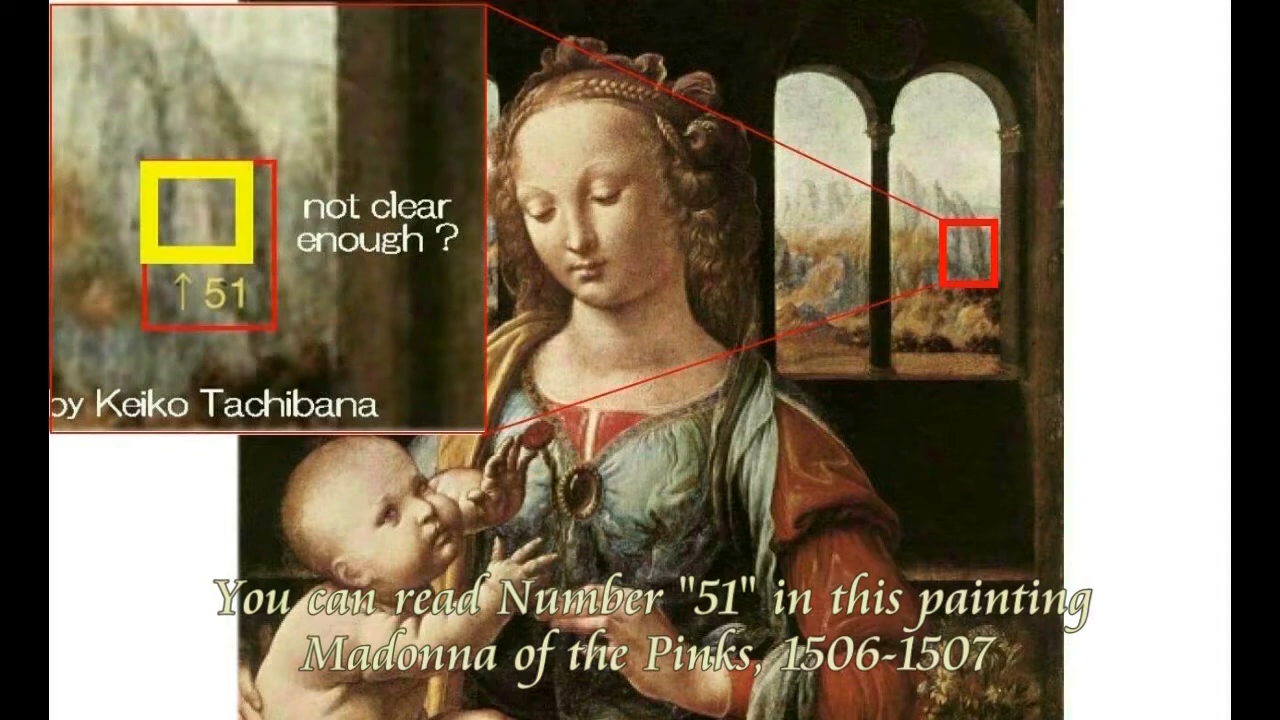 not clear
enough ?
↑ 51
by Keiko Tachibana
You can read Number "51" in this painting
Madonna of the Pinks, 1506-1507